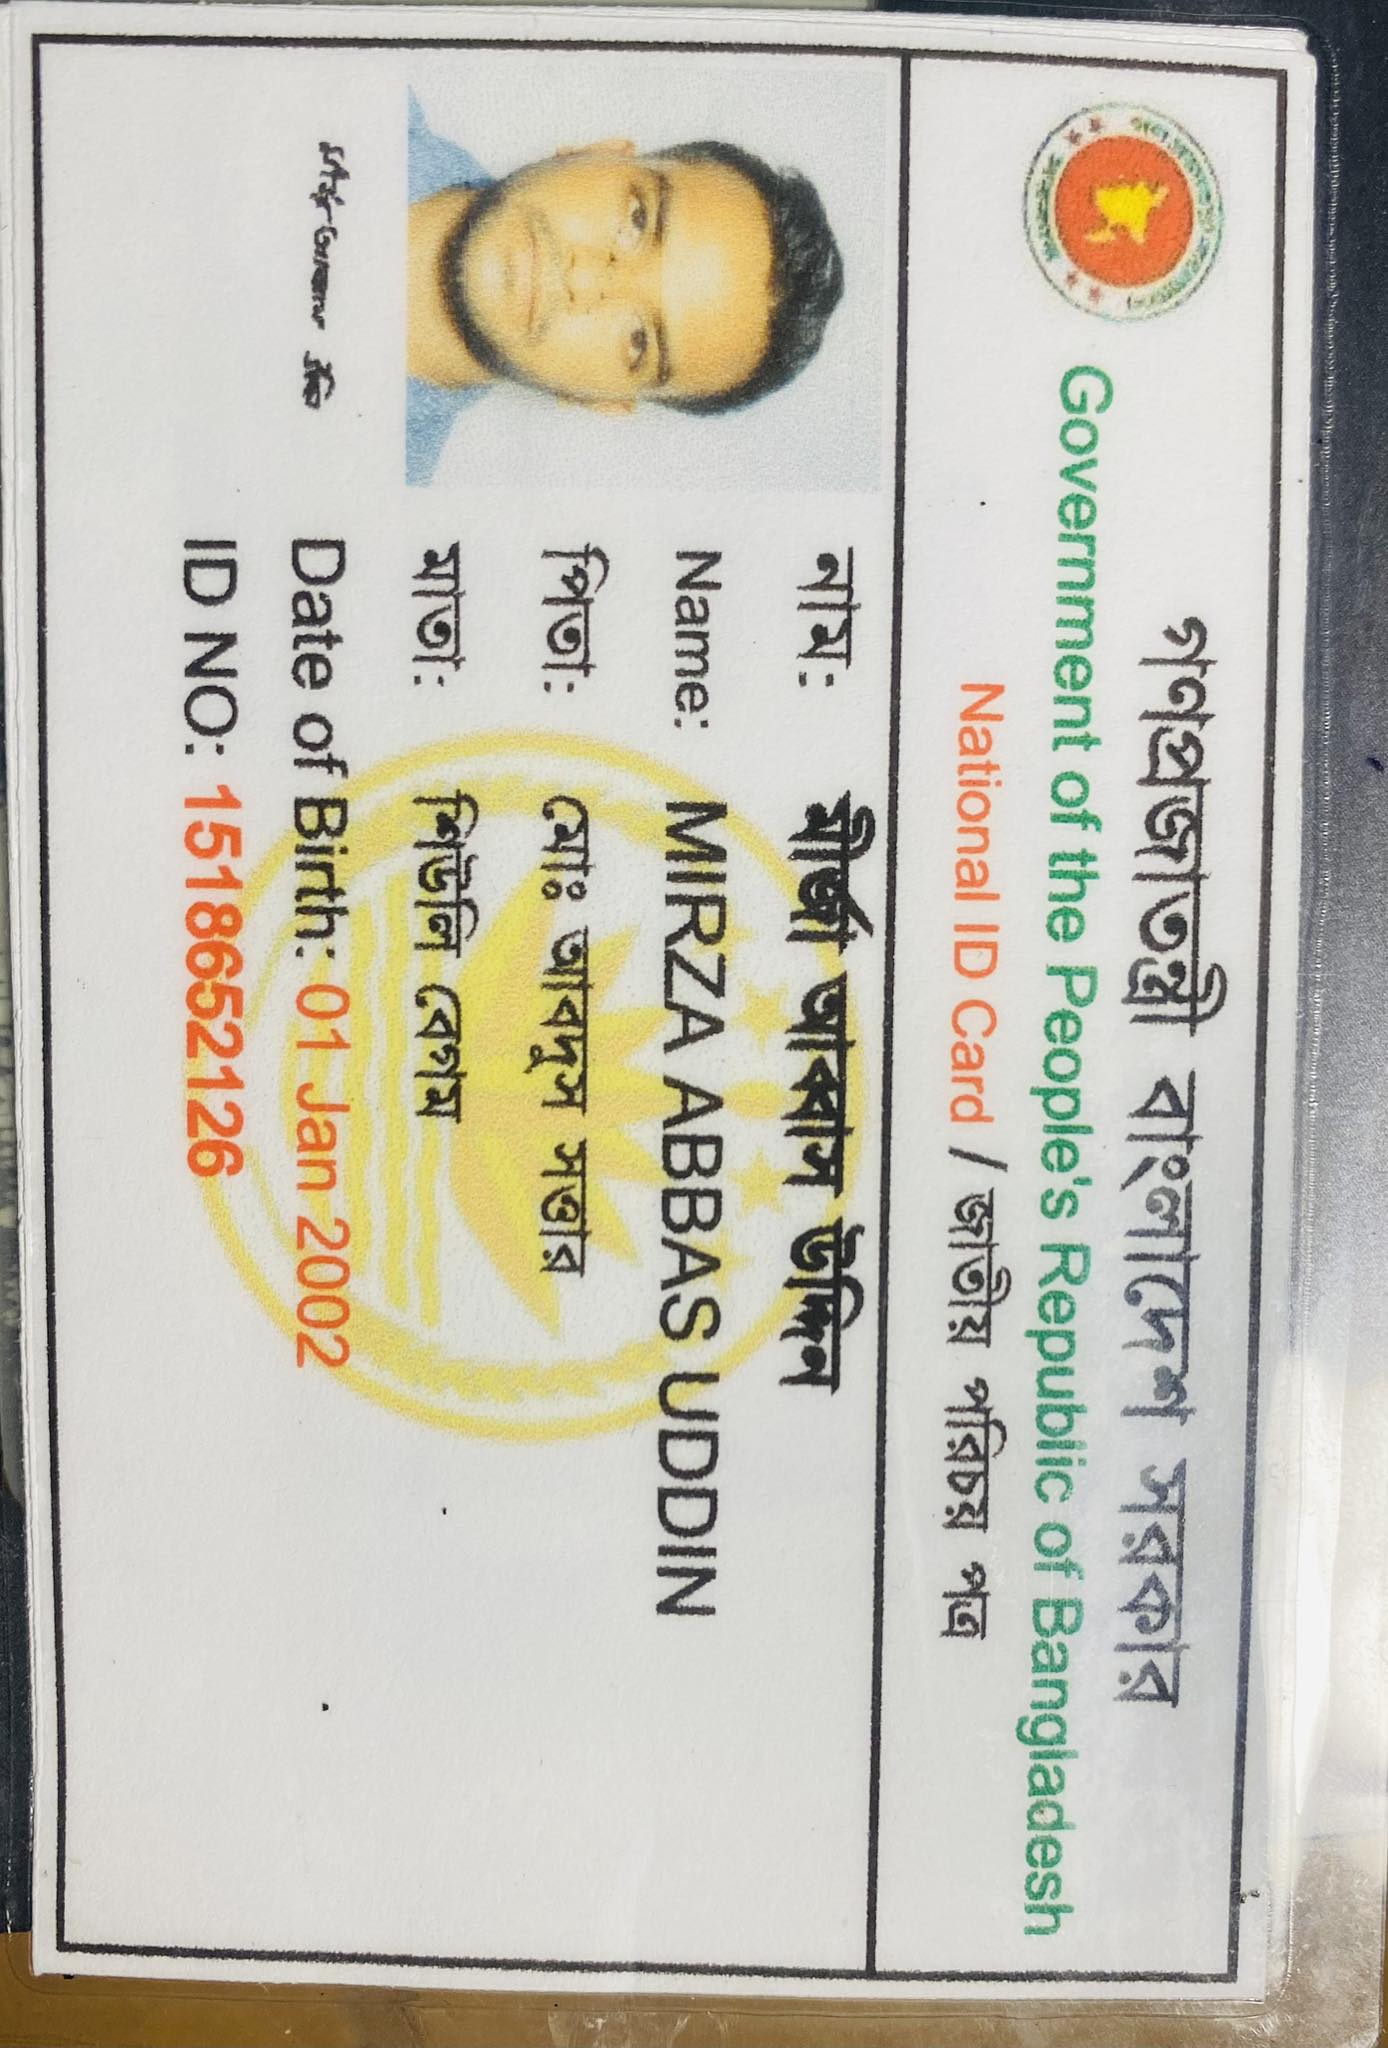 গণপ্রজাতন্ত্রী বাংলাদেশ সরকার
Government of the People's Republic of Bangladesh
National ID Card / জাতীয় পরিচয় পত্র
নাম: মীর্জা আব্বাস উদ্দিন
Name: MIRZA ABBAS UDDIN
পিতা: মোঃ আবদুস সত্তার
মাতা: শিউলি বেগম
Date of Birth: 01 Jan 2002
ID NO: 1518652126